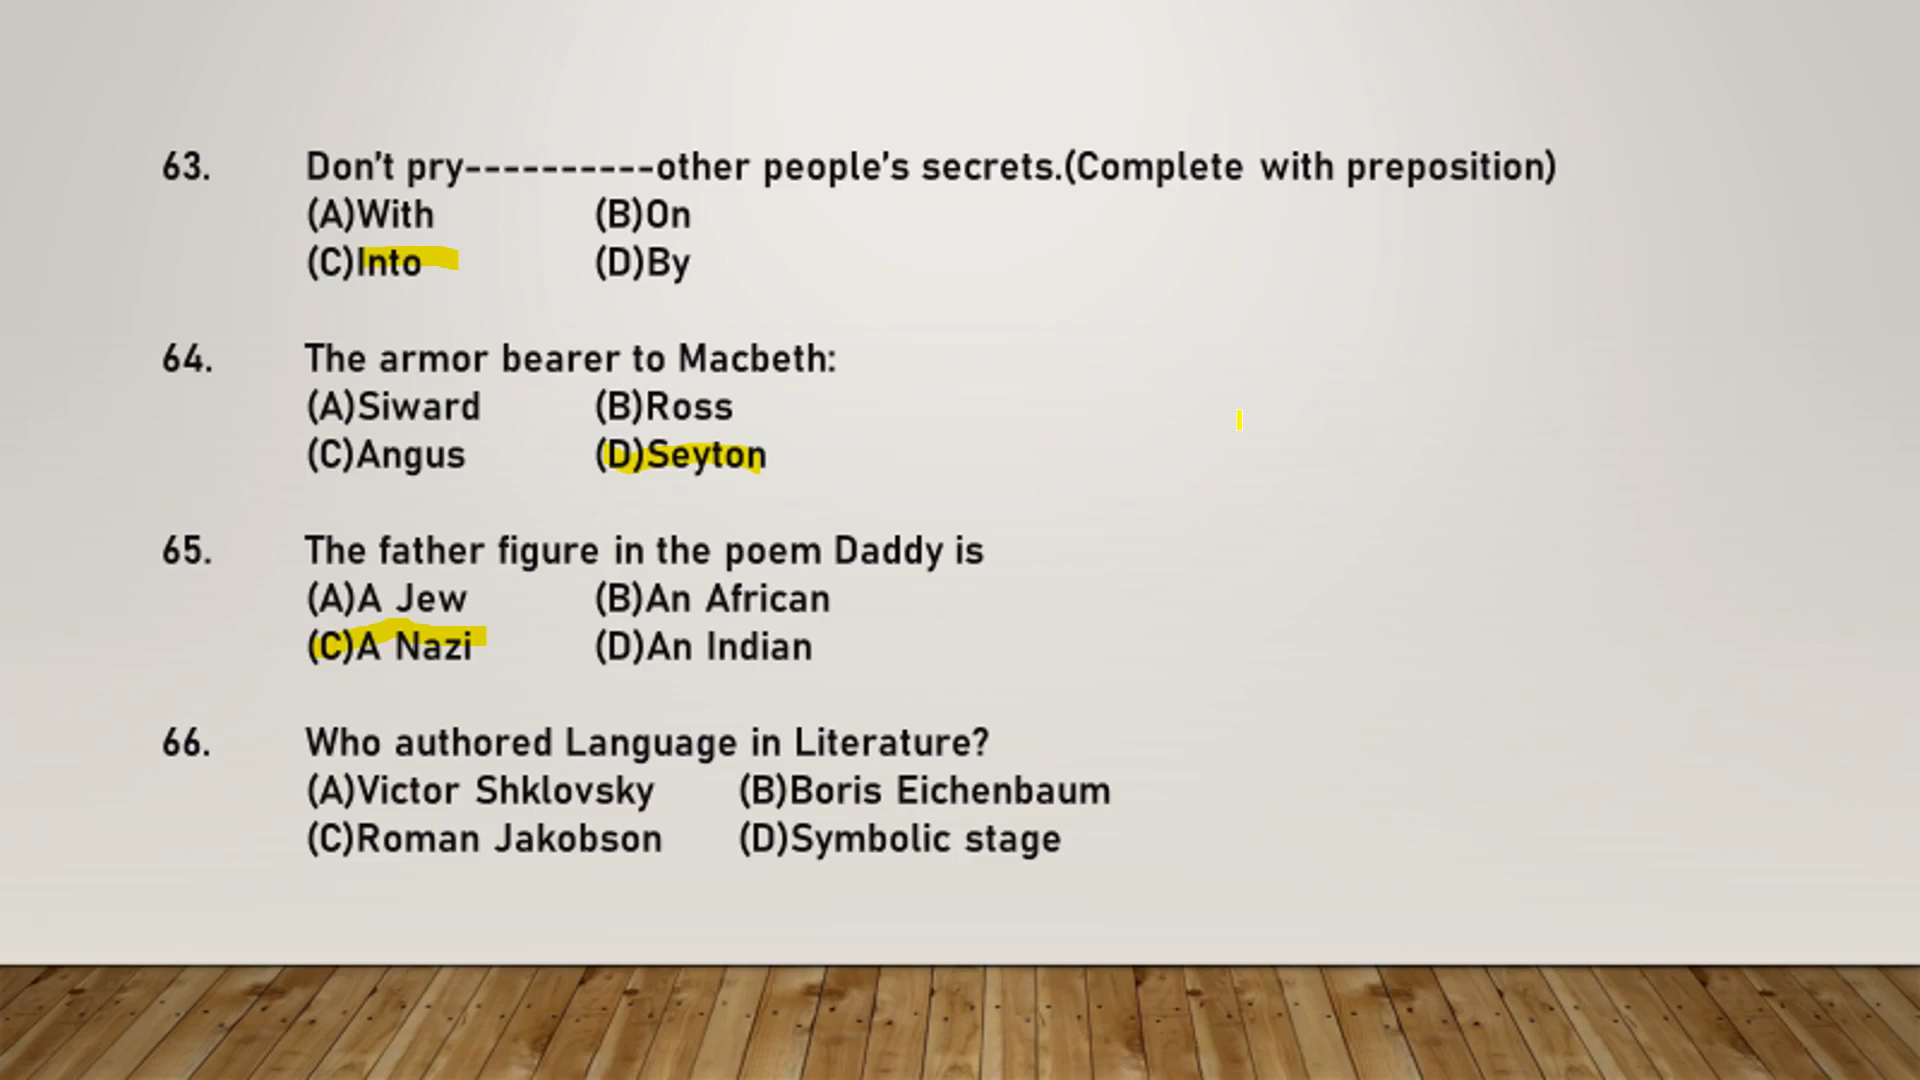 63. Don't pry----------other people's secrets.(Complete with preposition)
(A)With (B)On
(C)Into (D)By
64. The armor bearer to Macbeth:
(A)Siward (B)Ross
(C)Angus (D)Seyton
65. The father figure in the poem Daddy is
(A)A Jew (B)An African
(C)A Nazi (D)An Indian
66. Who authored Language in Literature?
(A)Victor Shklovsky (B)Boris Eichenbaum
(C)Roman Jakobson (D)Symbolic stage